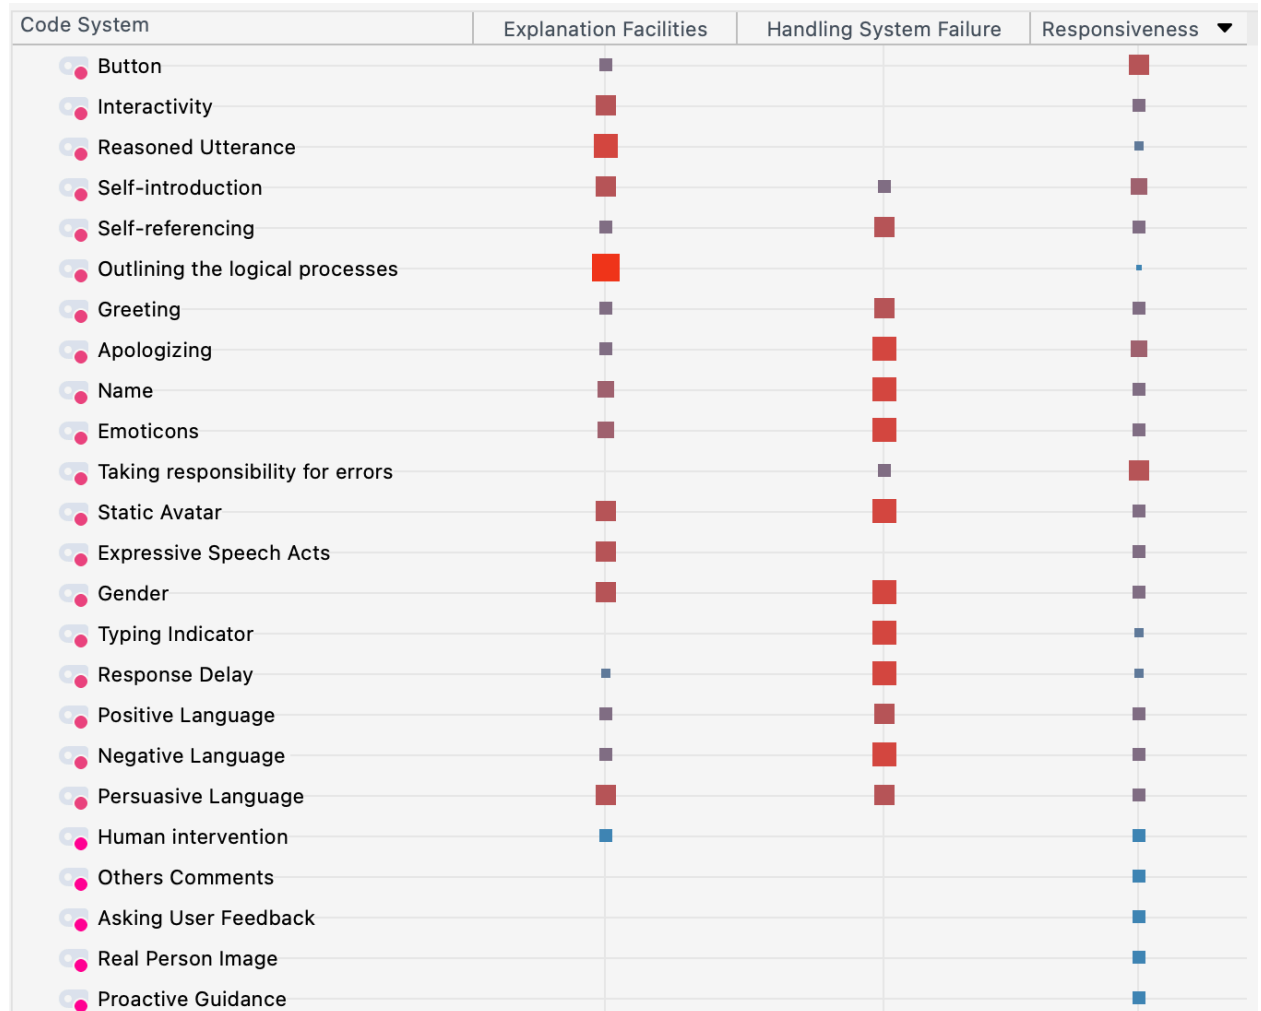 Code System Explanation Facilities Handling System Failure Responsiveness
Button
Interactivity
Reasoned Utterance
Self-introduction
Self-referencing
Outlining the logical processes
Greeting
Apologizing
Name
Emoticons
Taking responsibility for errors
Static Avatar
Expressive Speech Acts
Gender
Typing Indicator
Response Delay
Positive Language
Negative Language
Persuasive Language
Human intervention
Others Comments
Asking User Feedback
Real Person Image
Proactive Guidance